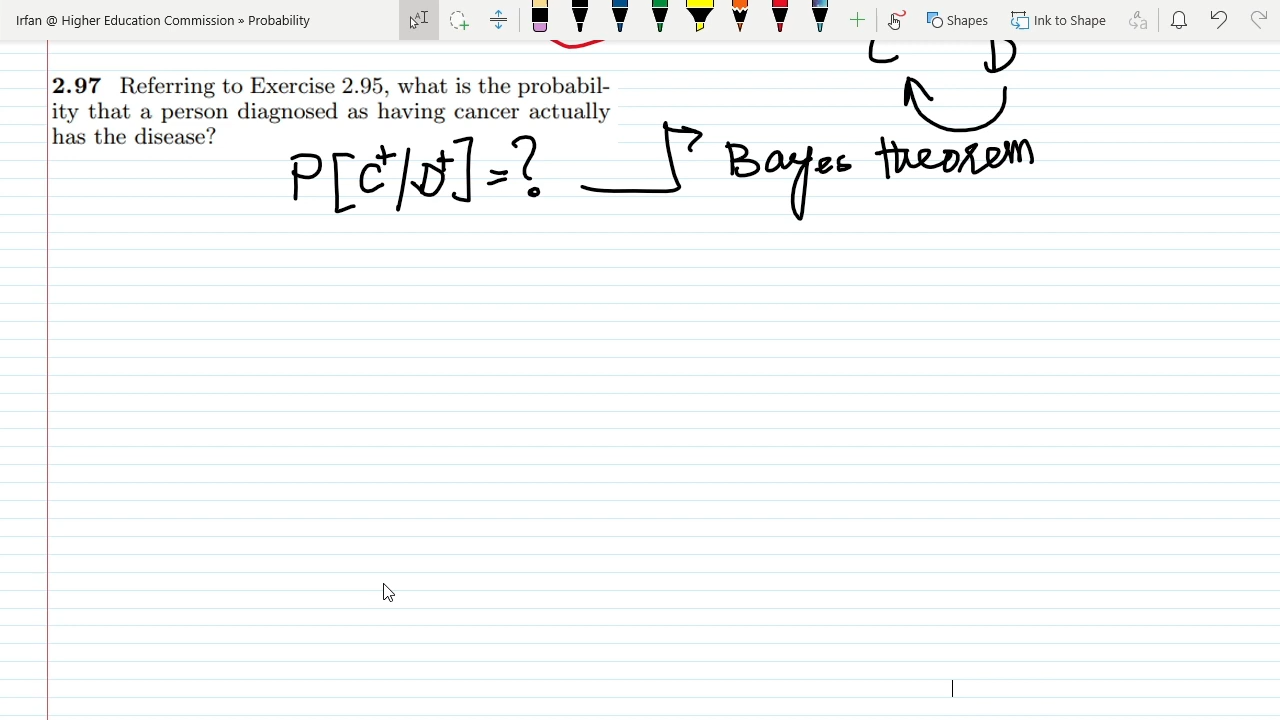 Irfan @ Higher Education Commission » Probability
Shapes
Ink to Shape
C D
2.97 Referring to Exercise 2.95, what is the probabil-
ity that a person diagnosed as having cancer actually
has the disease?
P[C⁺/D⁺] = ?
Bayes theorem